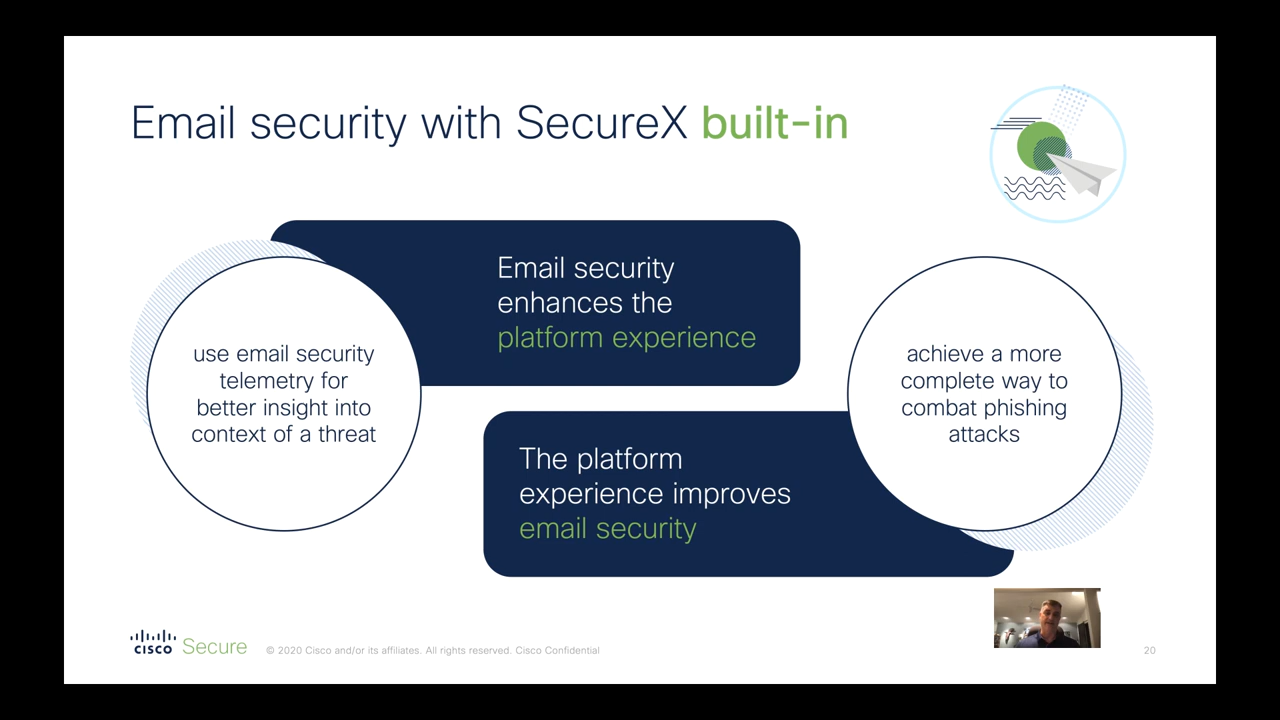 Email security with SecureX built-in
Email security
enhances the
platform experience
use email security
telemetry for
better insight into
context of a threat
achieve a more
complete way to
combat phishing
attacks
The platform
experience improves
email security
CISCO Secure © 2020 Cisco and/or its affiliates. All rights reserved. Cisco Confidential
20